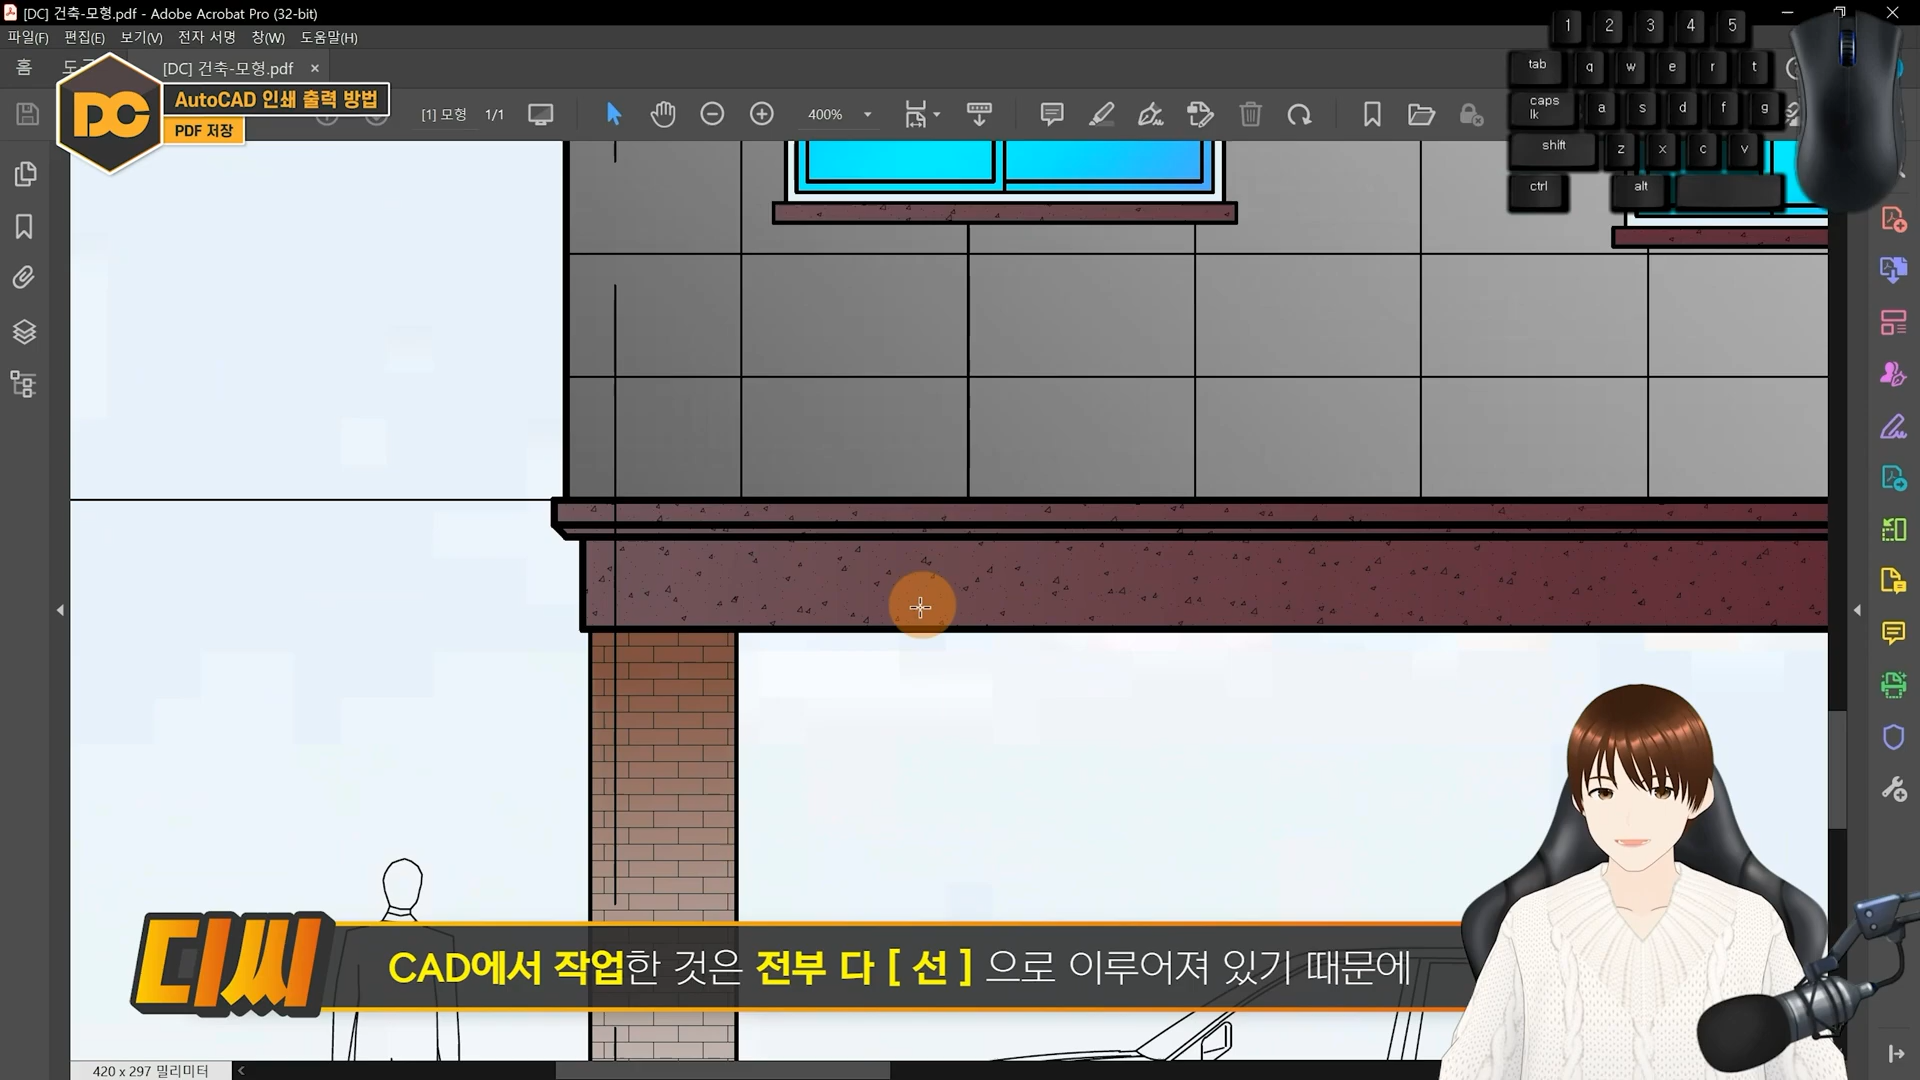 [DC] 건축-모형.pdf - Adobe Acrobat Pro (32-bit)
파일(F) 편집(E) 보기(V) 전자 서명 창(W) 도움말(H)
홈
[DC] 건축-모형.pdf ×
DC
AutoCAD 인쇄 출력 방법
PDF 저장
[1] 모형 1/1
400%
1 2 3 4 5
tab q w e r t
caps lk a s d f g
shift z x c v
ctrl alt
디씨
CAD에서 작업한 것은 전부 다 [ 선 ] 으로 이루어져 있기 때문에
420 x 297 밀리미터